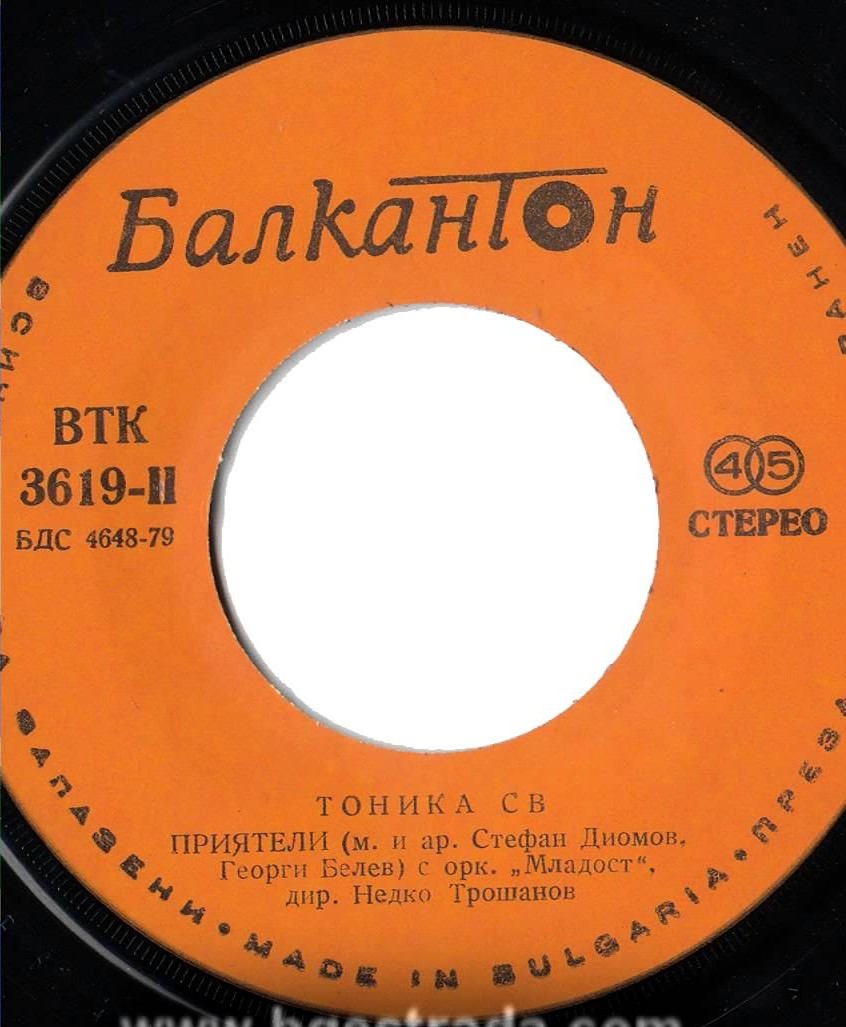 Балкантон
ВТК
3619-II
БДС 4648-79
45
СТЕРЕО
ТОНИКА СВ
ПРИЯТЕЛИ (м. и ар. Стефан Диомов,
Георги Белев) с орк. „Младост“,
дир. Недко Трошанов
ЗАПАЗЕНИ • MADE IN BULGARIA •